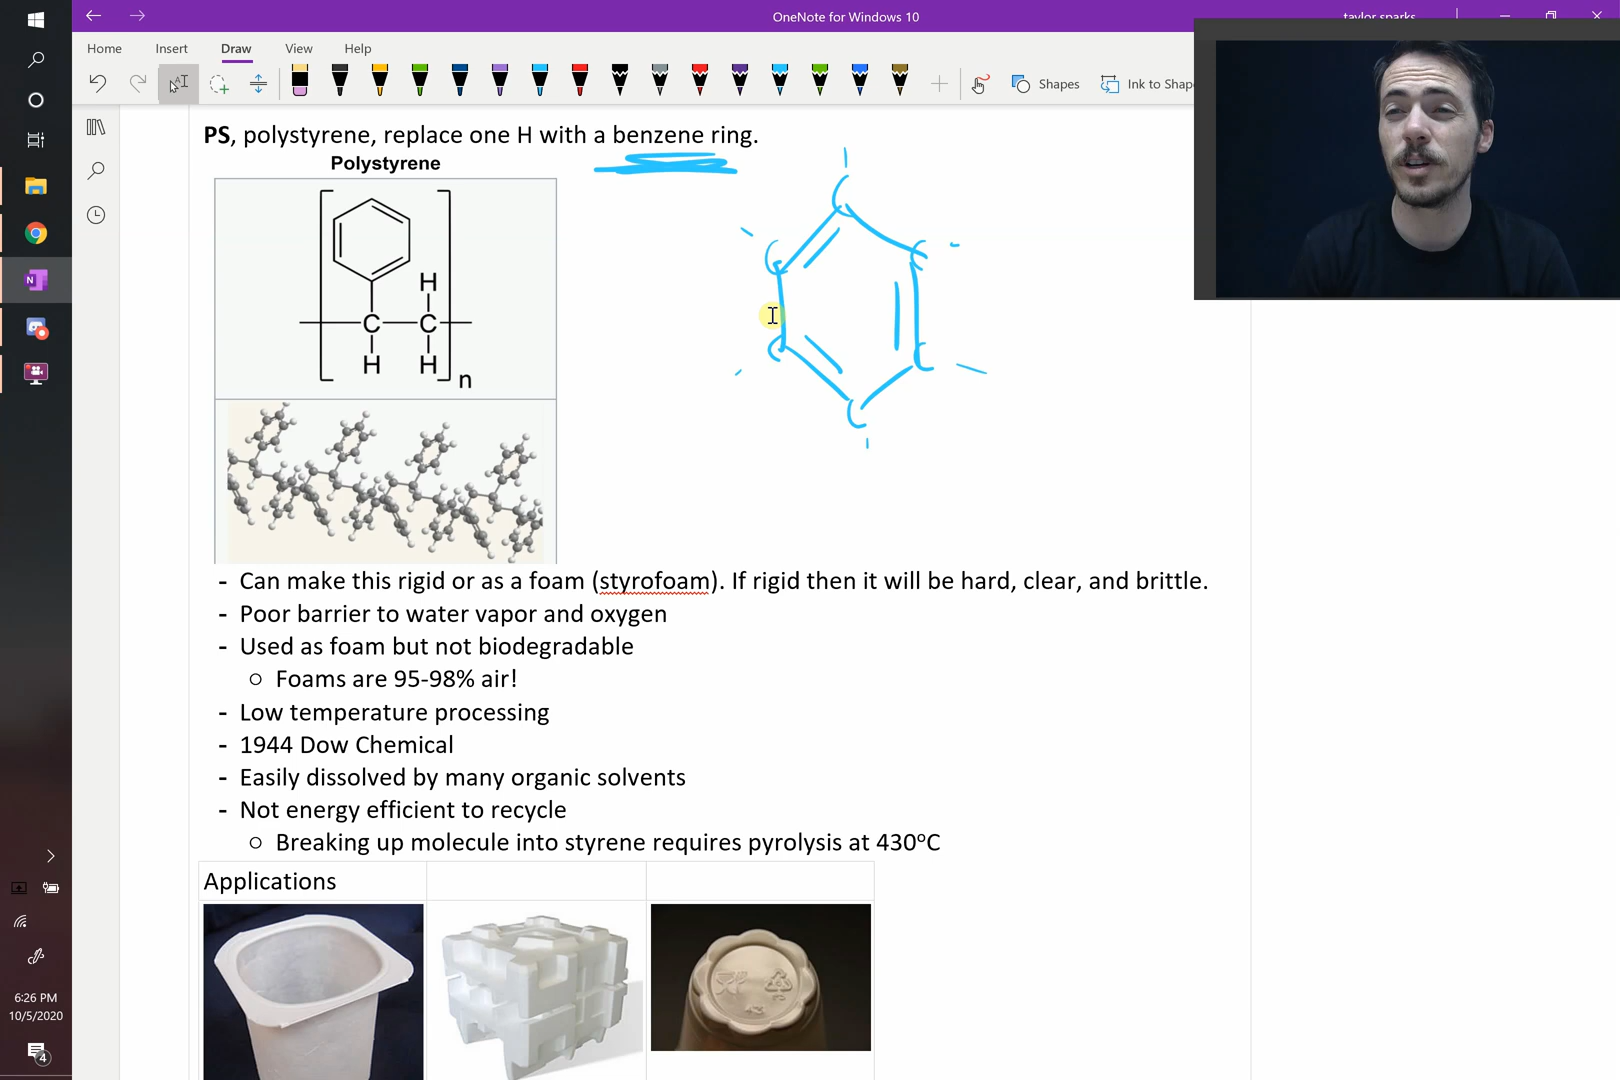 OneNote for Windows 10
taylor sparks
Home Insert Draw View Help
Shapes
Ink to Shap
PS, polystyrene, replace one H with a benzene ring.
Polystyrene
H
C C
H H
n
C
C C
C C
C
- Can make this rigid or as a foam (styrofoam). If rigid then it will be hard, clear, and brittle.
- Poor barrier to water vapor and oxygen
- Used as foam but not biodegradable
○ Foams are 95-98% air!
- Low temperature processing
- 1944 Dow Chemical
- Easily dissolved by many organic solvents
- Not energy efficient to recycle
○ Breaking up molecule into styrene requires pyrolysis at 430°C
Applications
6:26 PM
10/5/2020
4